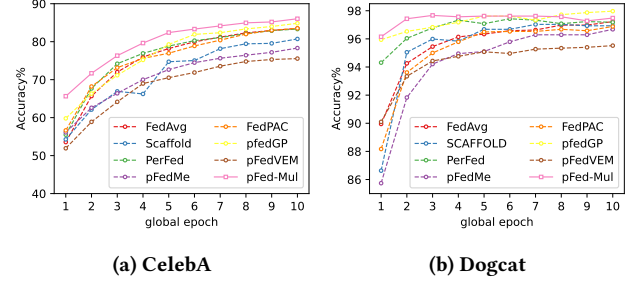 Accuracy%
100
90
80
70
60
50
40
FedAvg
Scaffold
PerFed
pFedMe
FedPAC
pfedGP
pFedVEM
pFed-Mul
1 2 3 4 5 6 7 8 9 10
global epoch
(a) CelebA
Accuracy%
98
96
94
92
90
88
86
FedAvg
SCAFFOLD
PerFed
pFedMe
FedPAC
pfedGP
pFedVEM
pFed-Mul
1 2 3 4 5 6 7 8 9 10
global epoch
(b) Dogcat